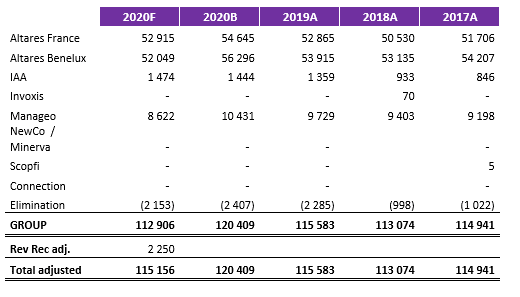 2020F 2020B 2019A 2018A 2017A
Altares France 52 915 54 645 52 865 50 530 51 706
Altares Benelux 52 049 56 296 53 915 53 135 54 207
IAA 1 474 1 444 1 359 933 846
Invoxis - - - 70 -
Manageo 8 622 10 431 9 729 9 403 9 198
NewCo /
Minerva - - - - -
Scopfi - - - - 5
Connection - - - - -
Elimination (2 153) (2 407) (2 285) (998) (1 022)
GROUP 112 906 120 409 115 583 113 074 114 941
Rev Rec adj. 2 250
Total adjusted 115 156 120 409 115 583 113 074 114 941